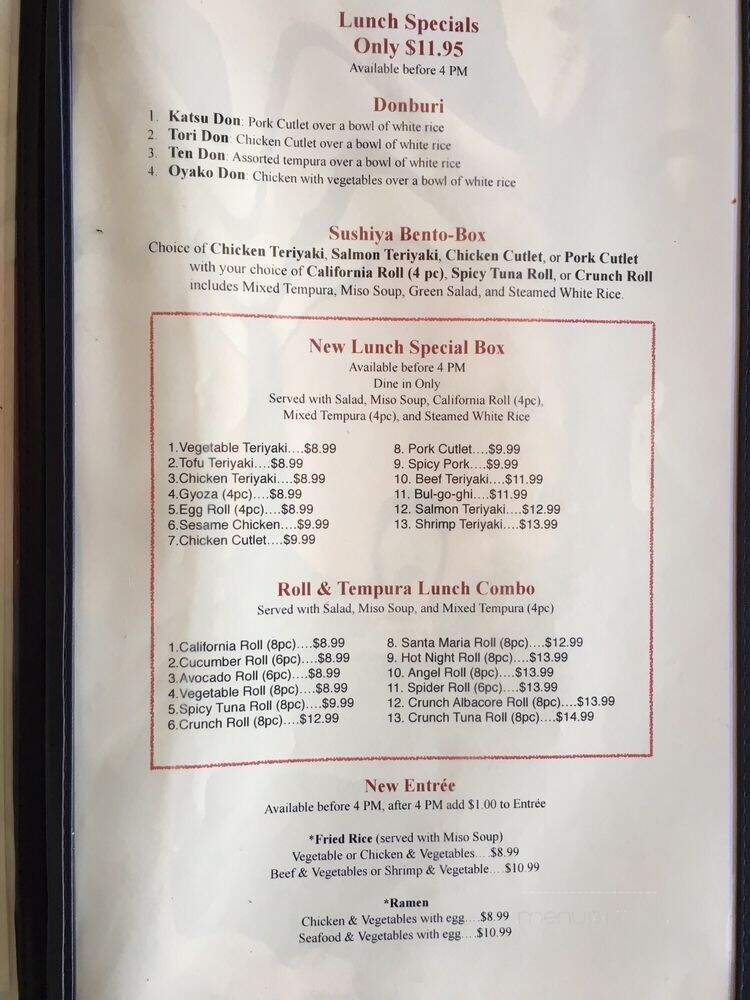 Lunch Specials
Only $11.95
Available before 4 PM
Donburi
1. Katsu Don: Pork Cutlet over a bowl of white rice
2. Tori Don: Chicken Cutlet over a bowl of white rice
3. Ten Don: Assorted tempura over a bowl of white rice
4. Oyako Don: Chicken with vegetables over a bowl of white rice
Sushiya Bento-Box
Choice of Chicken Teriyaki, Salmon Teriyaki, Chicken Cutlet, or Pork Cutlet
with your choice of California Roll (4 pc), Spicy Tuna Roll, or Crunch Roll
includes Mixed Tempura, Miso Soup, Green Salad, and Steamed White Rice.
New Lunch Special Box
Available before 4 PM
Dine in Only
Served with Salad, Miso Soup, California Roll (4pc),
Mixed Tempura (4pc), and Steamed White Rice
1.Vegetable Teriyaki....$8.99
2.Tofu Teriyaki....$8.99
3.Chicken Teriyaki....$8.99
4.Gyoza (4pc)....$8.99
5.Egg Roll (4pc)....$8.99
6.Sesame Chicken....$9.99
7.Chicken Cutlet....$9.99
8. Pork Cutlet....$9.99
9. Spicy Pork....$9.99
10. Beef Teriyaki....$11.99
11. Bul-go-ghi....$11.99
12. Salmon Teriyaki....$12.99
13. Shrimp Teriyaki....$13.99
Roll & Tempura Lunch Combo
Served with Salad, Miso Soup, and Mixed Tempura (4pc)
1.California Roll (8pc)....$8.99
2.Cucumber Roll (6pc)....$8.99
3.Avocado Roll (6pc)....$8.99
4.Vegetable Roll (8pc)....$8.99
5.Spicy Tuna Roll (8pc)....$9.99
6.Crunch Roll (8pc)....$12.99
8. Santa Maria Roll (8pc)....$12.99
9. Hot Night Roll (8pc)....$13.99
10. Angel Roll (8pc)....$13.99
11. Spider Roll (6pc)....$13.99
12. Crunch Albacore Roll (8pc)....$13.99
13. Crunch Tuna Roll (8pc)....$14.99
New Entrée
Available before 4 PM, after 4 PM add $1.00 to Entrée
*Fried Rice (served with Miso Soup)
Vegetable or Chicken & Vegetables....$8.99
Beef & Vegetables or Shrimp & Vegetable....$10.99
*Ramen
Chicken & Vegetables with egg....$8.99
Seafood & Vegetables with egg....$10.99